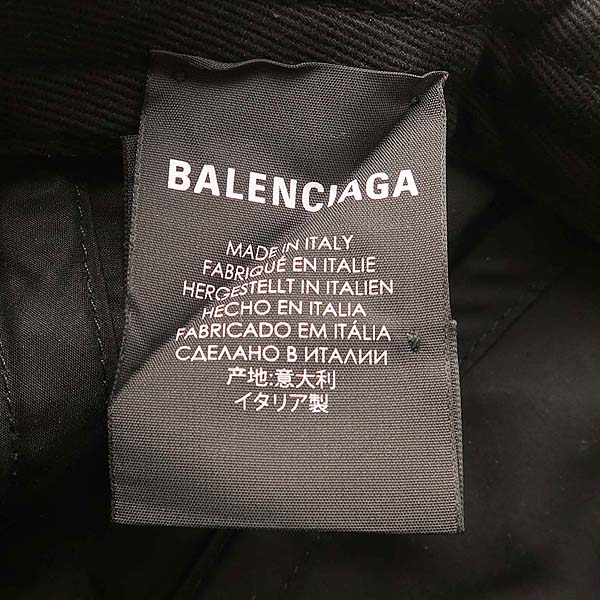 BALENCIAGA
MADE IN ITALY
FABRIQUÉ EN ITALIE
HERGESTELLT IN ITALIEN
HECHO EN ITALIA
FABRICADO EM ITÁLIA
СДЕЛАНО В ИТАЛИИ
产地:意大利
イタリア製